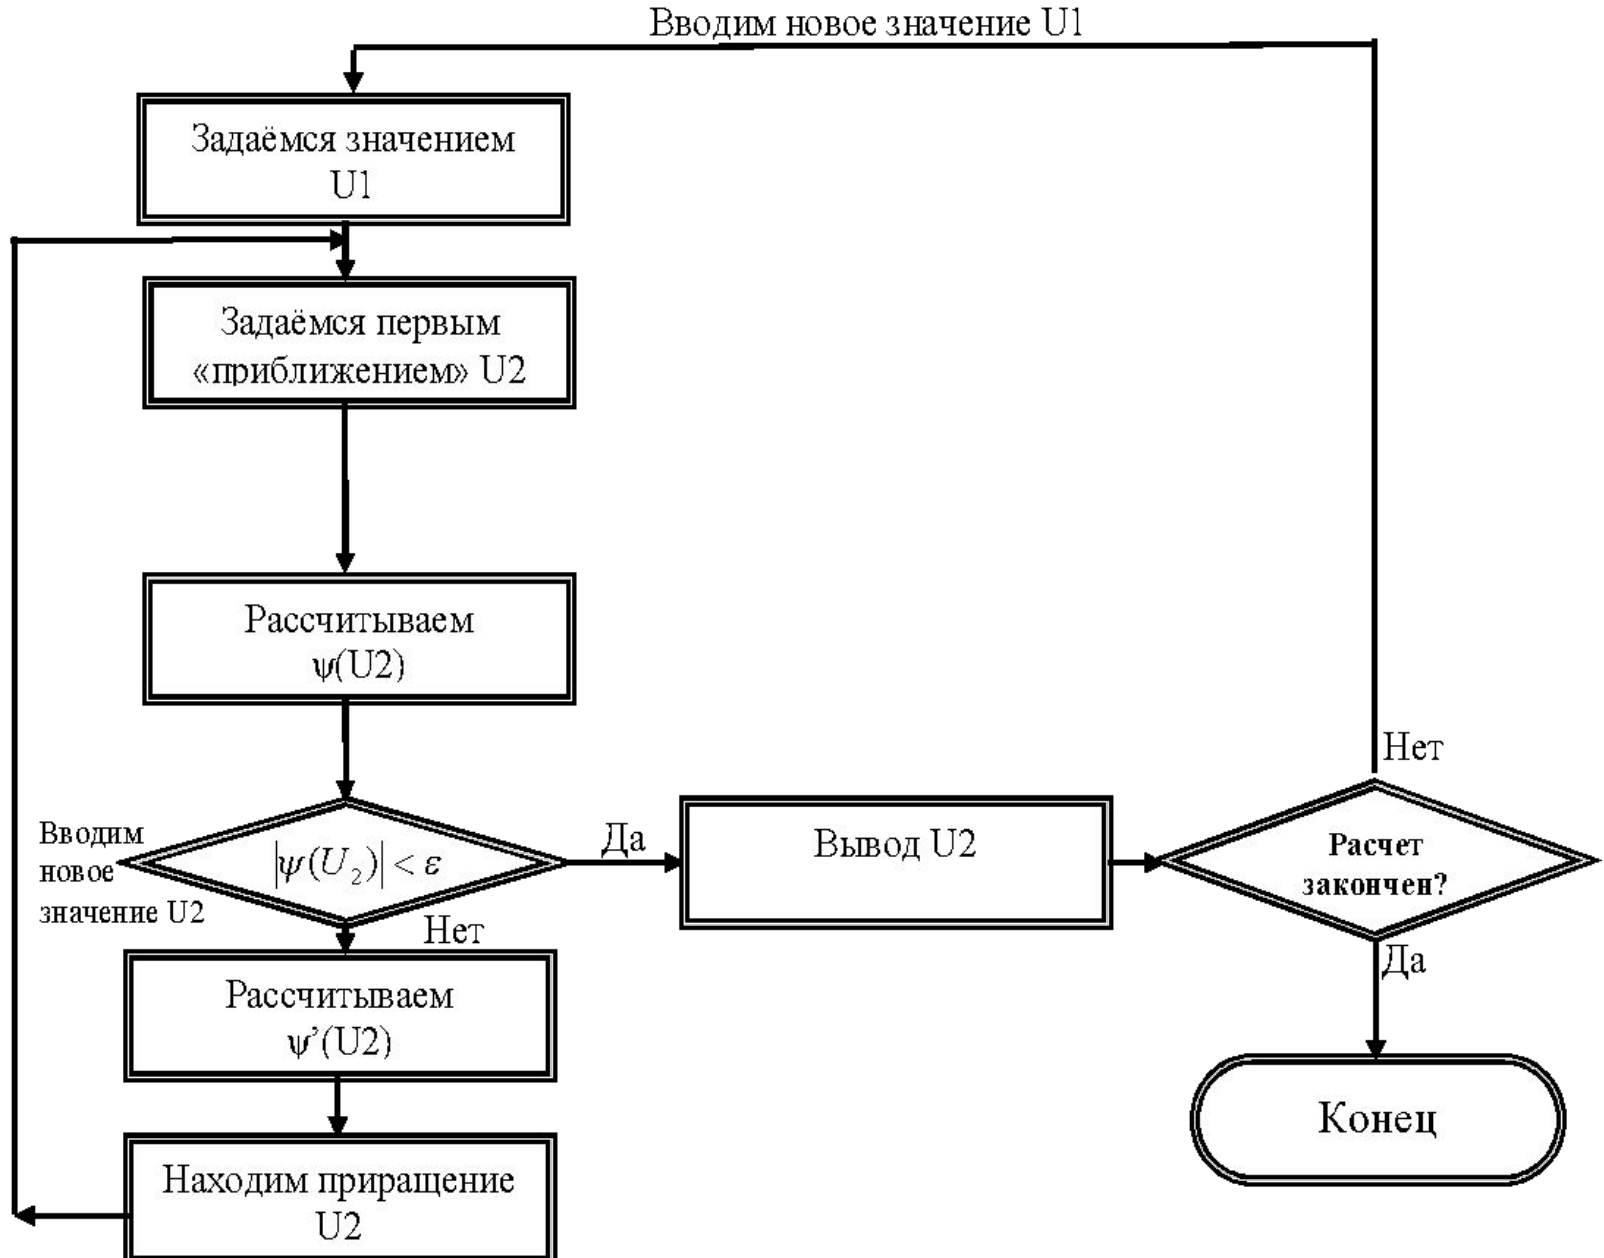 Вводим новое значение U1
Задаёмся значением
U1
Задаёмся первым
«приближением» U2
Рассчитываем
ψ(U2)
Вводим
новое
значение U2
|ψ(U₂)| < ε
Да
Нет
Вывод U2
Расчет
закончен?
Нет
Да
Рассчитываем
ψ’(U2)
Находим приращение
U2
Конец